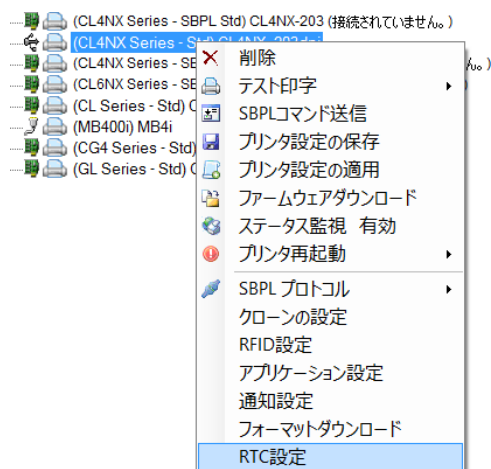 (CL4NX Series - SBPL Std) CL4NX-203 (接続されていません。)
(CL4NX Series - Std) CL4NX-203dpi
(CL4NX Series - SE ん。)
(CL6NX Series - SE )
(CL Series - Std) C
(MB400i) MB4i
(CG4 Series - Std)
(GL Series - Std) G
削除
テスト印字
SBPLコマンド送信
プリンタ設定の保存
プリンタ設定の適用
ファームウェアダウンロード
ステータス監視 有効
プリンタ再起動
SBPL プロトコル
クローンの設定
RFID設定
アプリケーション設定
通知設定
フォーマットダウンロード
RTC設定